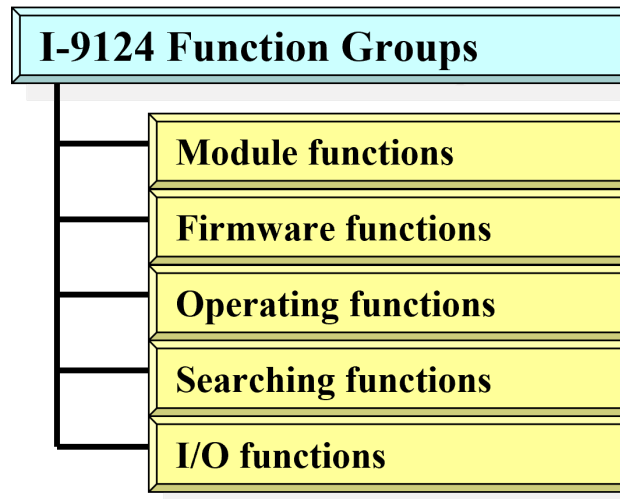 I-9124 Function Groups
Module functions
Firmware functions
Operating functions
Searching functions
I/O functions